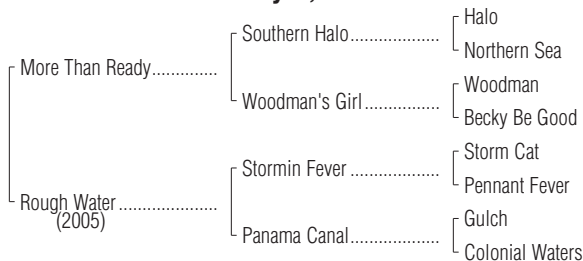 Halo
Southern Halo....................
Northern Sea
More Than Ready..............
Woodman
Woodman's Girl.................
Becky Be Good
Storm Cat
Stormin Fever ...................
Pennant Fever
Rough Water .....................
(2005)
Gulch
Panama Canal...................
Colonial Waters